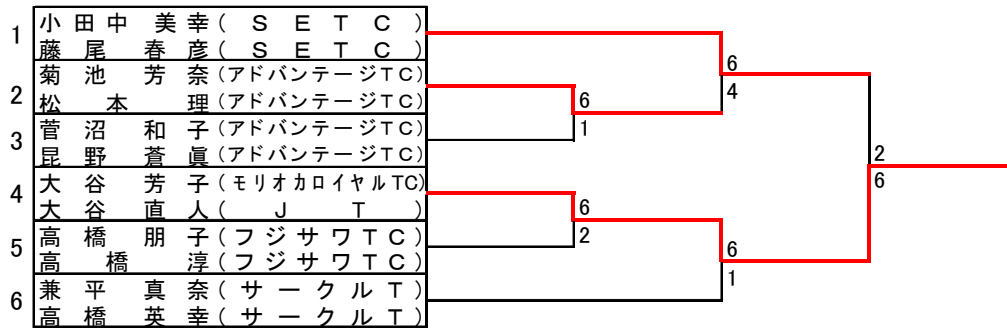 1 小田中 美幸(SETC)
藤尾 春彦(SETC)
6
4
2 菊池 芳奈(アドバンテージTC)
松本 理(アドバンテージTC)
6
1
3 菅沼 和子(アドバンテージTC)
昆野 蒼眞(アドバンテージTC)
2
6
4 大谷 芳子(モリオカロイヤルTC)
大谷 直人(JT)
6
2
5 高橋 朋子(フジサワTC)
高橋 淳(フジサワTC)
6
1
6 兼平 真奈(サークルT)
高橋 英幸(サークルT)